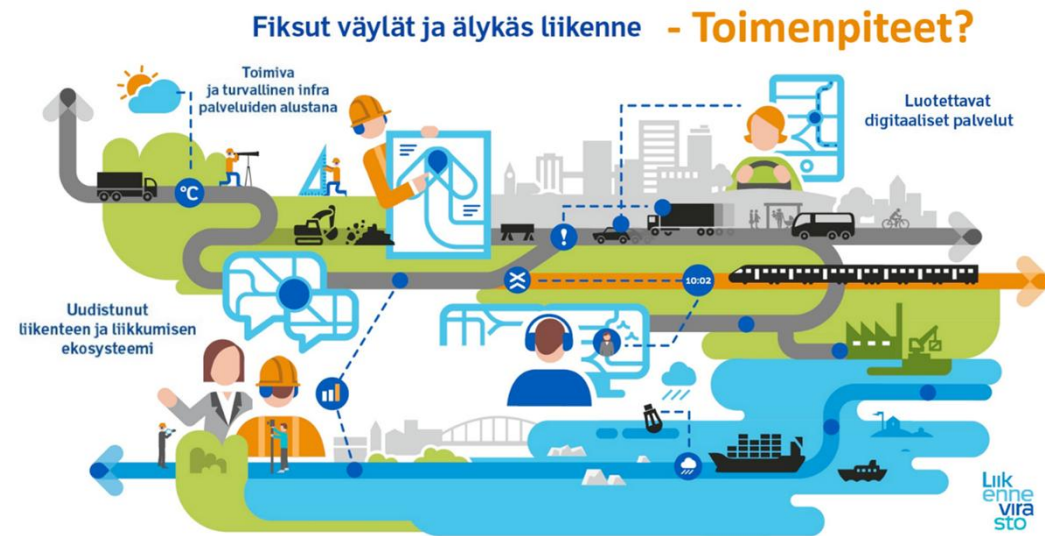 Fiksut väylät ja älykäs liikenne - Toimenpiteet?
Toimiva
ja turvallinen infra
palveluiden alustana
Luotettavat
digitaaliset palvelut
°C
!
10:02
Uudistunut
liikenteen ja liikkumisen
ekosysteemi
Liik
enne
vira
sto